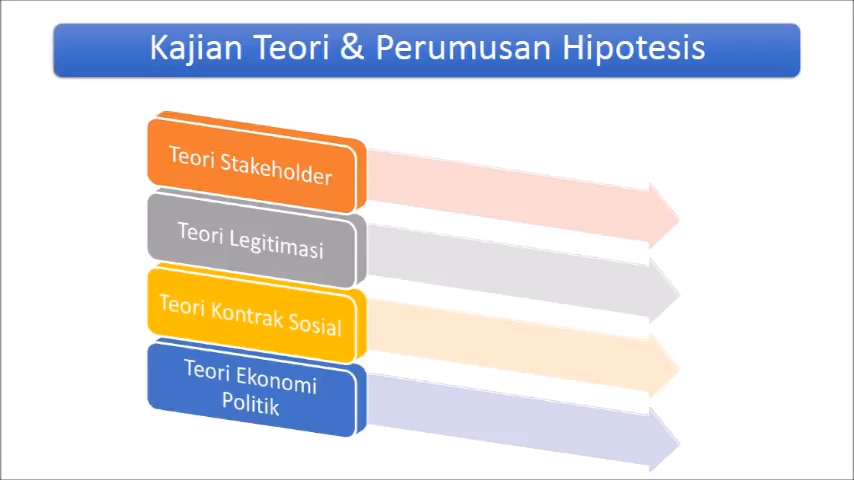 Kajian Teori & Perumusan Hipotesis
Teori Stakeholder
Teori Legitimasi
Teori Kontrak Sosial
Teori Ekonomi
Politik